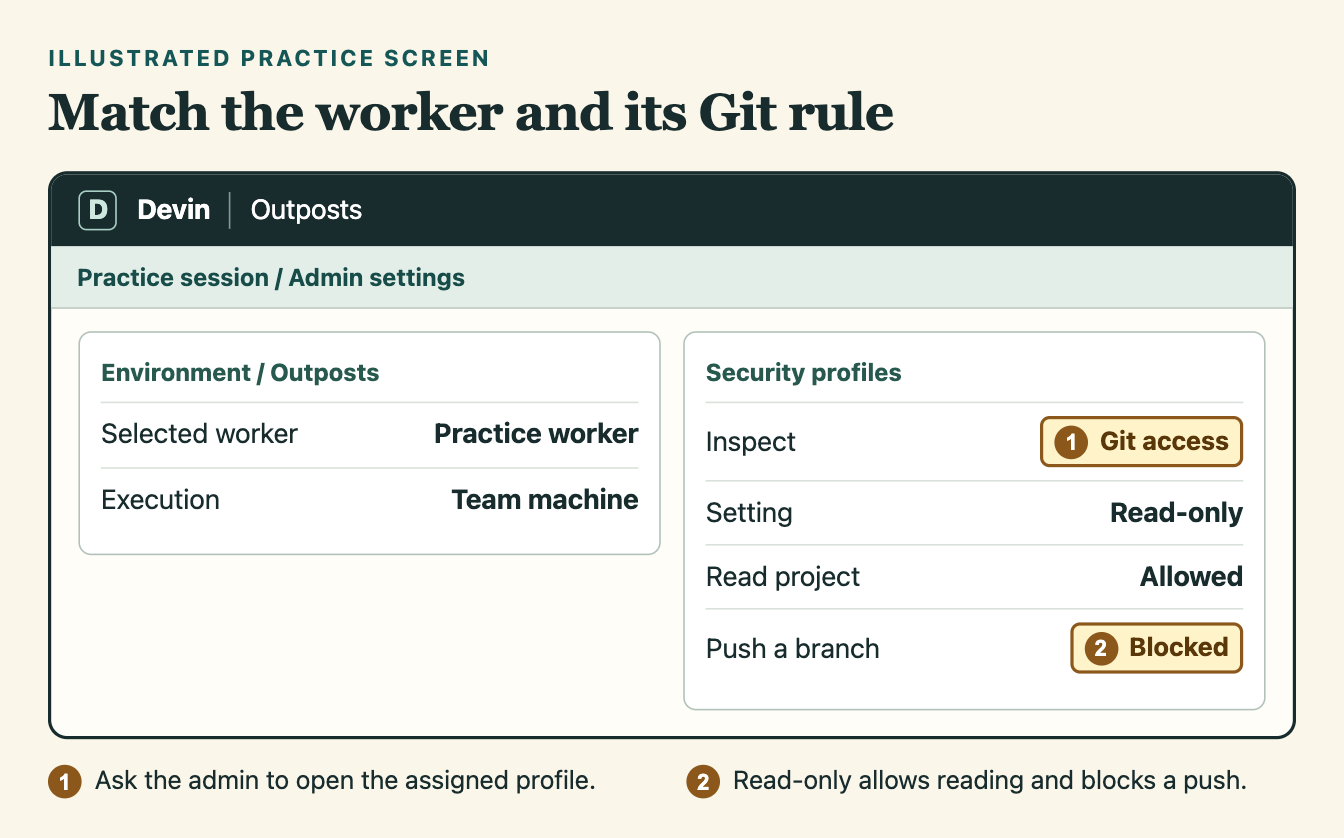 ILLUSTRATED PRACTICE SCREEN
Match the worker and its Git rule
D Devin | Outposts
Practice session / Admin settings
Environment / Outposts
Selected worker Practice worker
Execution Team machine
Security profiles
Inspect 1 Git access
Setting Read-only
Read project Allowed
Push a branch 2 Blocked
1 Ask the admin to open the assigned profile.
2 Read-only allows reading and blocks a push.